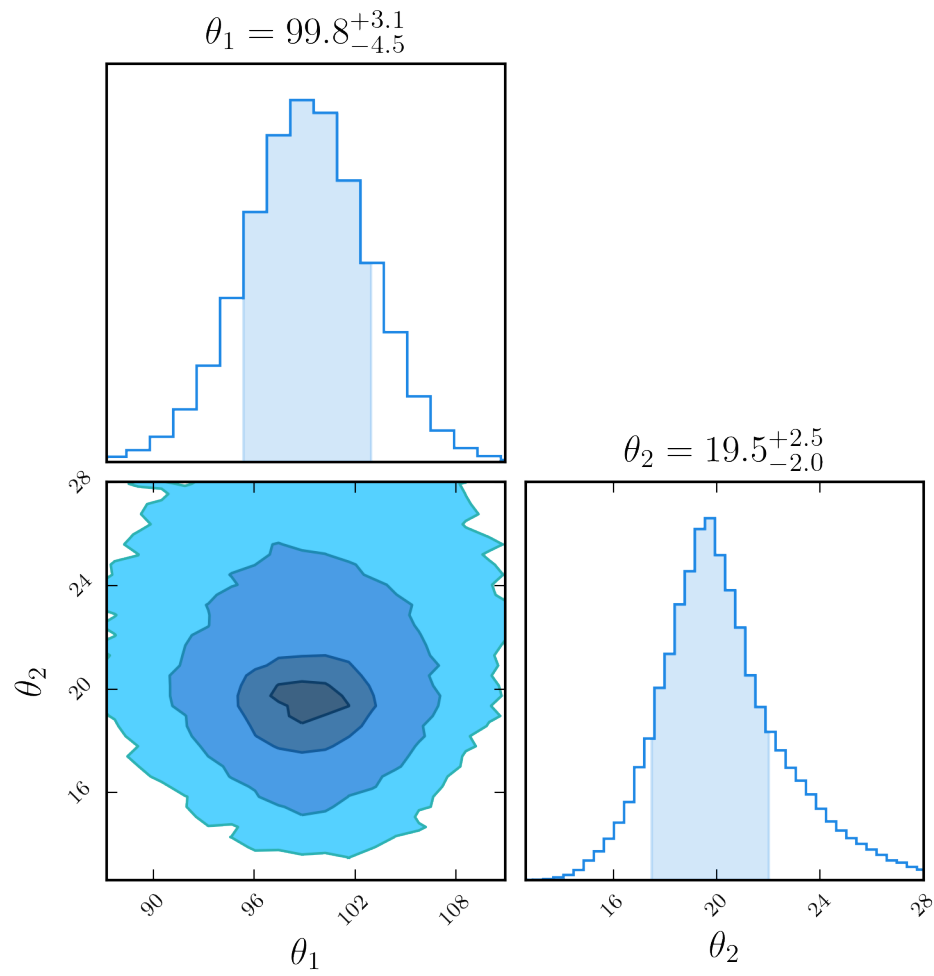 θ₁ = 99.8⁺³·¹₋₄.₅
θ₂ = 19.5⁺²·⁵₋₂.₀
28
24
20
16
θ₂
90
96
102
108
θ₁
16
20
24
28
θ₂